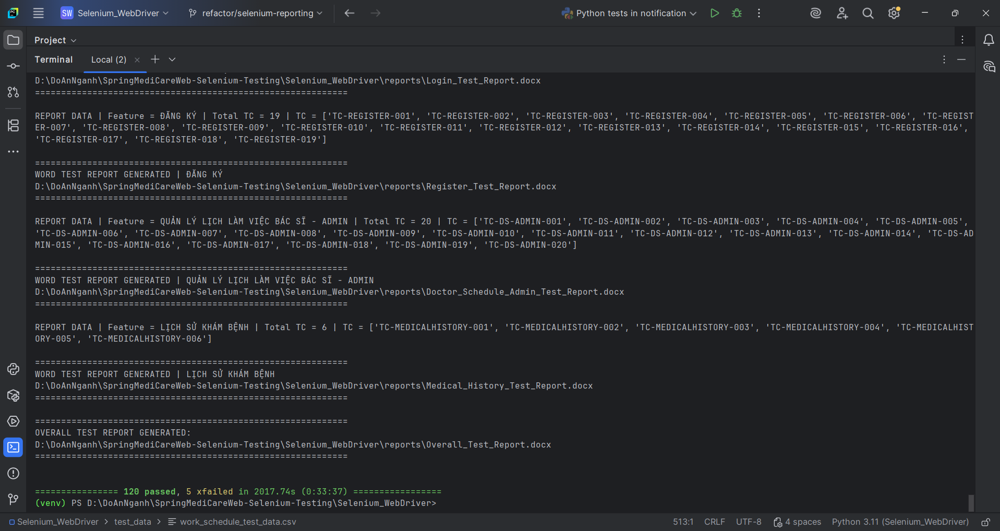 SW Selenium_WebDriver refactor/selenium-reporting Python tests in notification
Project
Terminal Local (2)
D:\DoAnNganh\SpringMediCareWeb-Selenium-Testing\Selenium_WebDriver\reports\Login_Test_Report.docx
============================================================
REPORT DATA | Feature = ĐĂNG KÝ | Total TC = 19 | TC = ['TC-REGISTER-001', 'TC-REGISTER-002', 'TC-REGISTER-003', 'TC-REGISTER-004', 'TC-REGISTER-005', 'TC-REGISTER-006', 'TC-REGIST
ER-007', 'TC-REGISTER-008', 'TC-REGISTER-009', 'TC-REGISTER-010', 'TC-REGISTER-011', 'TC-REGISTER-012', 'TC-REGISTER-013', 'TC-REGISTER-014', 'TC-REGISTER-015', 'TC-REGISTER-016',
'TC-REGISTER-017', 'TC-REGISTER-018', 'TC-REGISTER-019']
============================================================
WORD TEST REPORT GENERATED | ĐĂNG KÝ
D:\DoAnNganh\SpringMediCareWeb-Selenium-Testing\Selenium_WebDriver\reports\Register_Test_Report.docx
============================================================
REPORT DATA | Feature = QUẢN LÝ LỊCH LÀM VIỆC BÁC SĨ - ADMIN | Total TC = 20 | TC = ['TC-DS-ADMIN-001', 'TC-DS-ADMIN-002', 'TC-DS-ADMIN-003', 'TC-DS-ADMIN-004', 'TC-DS-ADMIN-005',
'TC-DS-ADMIN-006', 'TC-DS-ADMIN-007', 'TC-DS-ADMIN-008', 'TC-DS-ADMIN-009', 'TC-DS-ADMIN-010', 'TC-DS-ADMIN-011', 'TC-DS-ADMIN-012', 'TC-DS-ADMIN-013', 'TC-DS-ADMIN-014', 'TC-DS-AD
MIN-015', 'TC-DS-ADMIN-016', 'TC-DS-ADMIN-017', 'TC-DS-ADMIN-018', 'TC-DS-ADMIN-019', 'TC-DS-ADMIN-020']
============================================================
WORD TEST REPORT GENERATED | QUẢN LÝ LỊCH LÀM VIỆC BÁC SĨ - ADMIN
D:\DoAnNganh\SpringMediCareWeb-Selenium-Testing\Selenium_WebDriver\reports\Doctor_Schedule_Admin_Test_Report.docx
============================================================
REPORT DATA | Feature = LỊCH SỬ KHÁM BỆNH | Total TC = 6 | TC = ['TC-MEDICALHISTORY-001', 'TC-MEDICALHISTORY-002', 'TC-MEDICALHISTORY-003', 'TC-MEDICALHISTORY-004', 'TC-MEDICALHIST
ORY-005', 'TC-MEDICALHISTORY-006']
============================================================
WORD TEST REPORT GENERATED | LỊCH SỬ KHÁM BỆNH
D:\DoAnNganh\SpringMediCareWeb-Selenium-Testing\Selenium_WebDriver\reports\Medical_History_Test_Report.docx
============================================================
============================================================
OVERALL TEST REPORT GENERATED:
D:\DoAnNganh\SpringMediCareWeb-Selenium-Testing\Selenium_WebDriver\reports\Overall_Test_Report.docx
============================================================
================ 120 passed, 5 xfailed in 2017.74s (0:33:37) =================
(venv) PS D:\DoAnNganh\SpringMediCareWeb-Selenium-Testing\Selenium_WebDriver>
Selenium_WebDriver > test_data > work_schedule_test_data.csv 513:1 CRLF UTF-8 4 spaces Python 3.11 (Selenium_WebDriver)